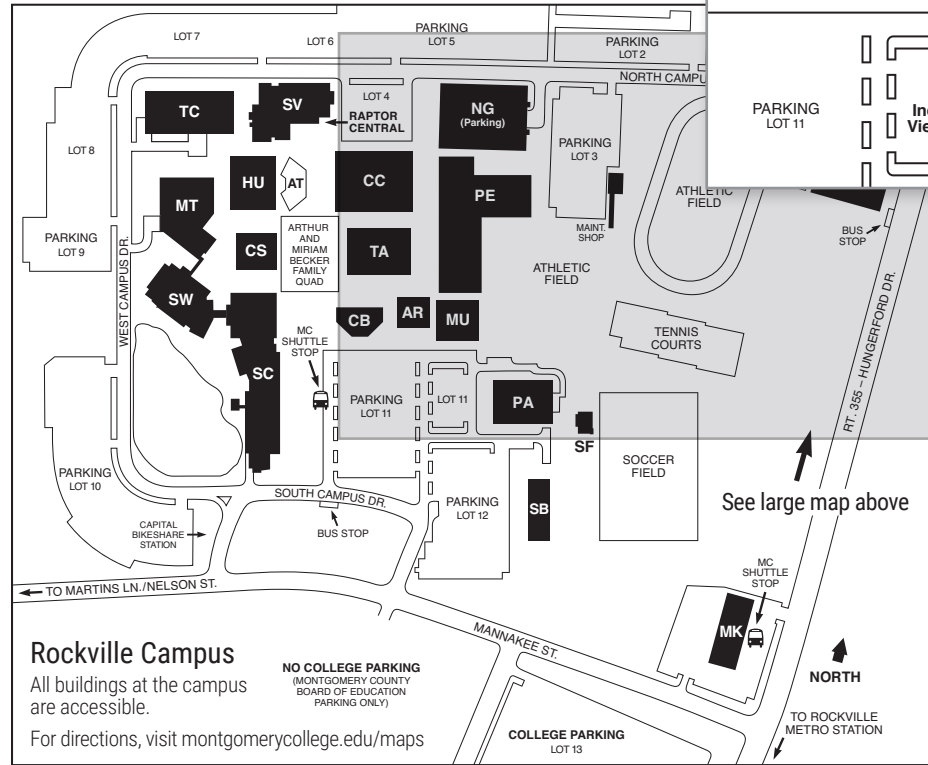 LOT 7
LOT 6
PARKING
LOT 5
PARKING
LOT 2
NORTH CAMPU
TC
SV
LOT 4
RAPTOR
CENTRAL
NG
(Parking)
PARKING
LOT 3
PARKING
LOT 11
LOT 8
HU
AT
CC
PE
MT
ATHLETIC
FIELD
MAINT.
SHOP
BUS
STOP
PARKING
LOT 9
WEST CAMPUS DR.
CS
ARTHUR
AND
MIRIAM
BECKER
FAMILY
QUAD
TA
ATHLETIC
FIELD
SW
CB
AR
MU
TENNIS
COURTS
RT. 355 – HUNGERFORD DR.
MC
SHUTTLE
STOP
SC
PARKING
LOT 11
LOT 11
PA
SF
SOCCER
FIELD
PARKING
LOT 10
SOUTH CAMPUS DR.
PARKING
LOT 12
SB
See large map above
CAPITAL
BIKESHARE
STATION
BUS STOP
MC
SHUTTLE
STOP
TO MARTINS LN./NELSON ST.
MANNAKEE ST.
MK
NORTH
Rockville Campus
All buildings at the campus
are accessible.
For directions, visit montgomerycollege.edu/maps
NO COLLEGE PARKING
(MONTGOMERY COUNTY
BOARD OF EDUCATION
PARKING ONLY)
COLLEGE PARKING
LOT 13
TO ROCKVILLE
METRO STATION